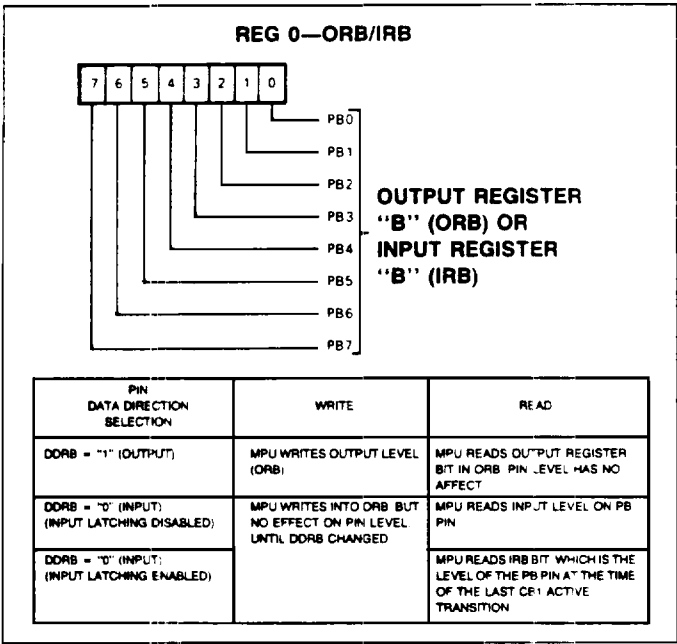 REG 0—ORB/IRB
7 6 5 4 3 2 1 0
PB0
PB1
PB2
PB3
PB4
PB5
PB6
PB7
OUTPUT REGISTER
“B” (ORB) OR
INPUT REGISTER
“B” (IRB)
PIN
DATA DIRECTION
SELECTION
WRITE
READ
DDRB = "1" (OUTPUT)
MPU WRITES OUTPUT LEVEL
(ORB)
MPU READS OUTPUT REGISTER
BIT IN ORB PIN LEVEL HAS NO
AFFECT
DDRB = "0" (INPUT)
(INPUT LATCHING DISABLED)
MPU WRITES INTO ORB BUT
NO EFFECT ON PIN LEVEL
UNTIL DDRB CHANGED
MPU READS INPUT LEVEL ON PB
PIN
DDRB = "0" (INPUT)
(INPUT LATCHING ENABLED)
MPU READS IRB BIT WHICH IS THE
LEVEL OF THE PB PIN AT THE TIME
OF THE LAST CB1 ACTIVE
TRANSITION